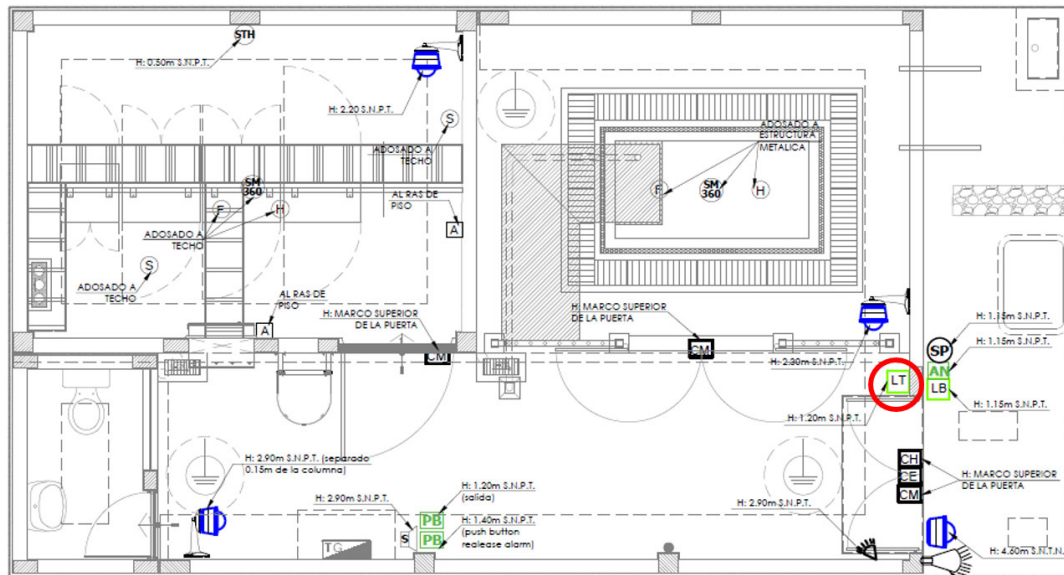 STH
H: 0.50m S.N.P.T.
H: 2.20 S.N.P.T.
S
ADOSADO A
TECHO
ADOSADO A
ESTRUCTURA
METALICA
SM
360
F
H
AL RAS DE
PISO
A
F
SM
360
H
ADOSADO A
TECHO
S
ADOSADO A
TECHO
AL RAS DE
PISO
A
H: MARCO SUPERIOR
DE LA PUERTA
CM
H: MARCO SUPERIOR
DE LA PUERTA
CM
H: 2.30m S.N.P.T.
H: 1.15m S.N.P.T.
SP
H: 1.15m S.N.P.T.
AN
LT
LB
H: 1.15m S.N.P.T.
H: 1.20m S.N.P.T.
H: 2.90m S.N.P.T. (separado
0.15m de la columna)
H: 2.90m S.N.P.T.
H: 1.20m S.N.P.T.
(salida)
PB
H: 1.40m S.N.P.T.
(push button
realease alarm)
PB
S
TG
H: 2.90m S.N.P.T.
CH
CE
CM
H: MARCO SUPERIOR
DE LA PUERTA
H: 4.60m S.N.T.N.